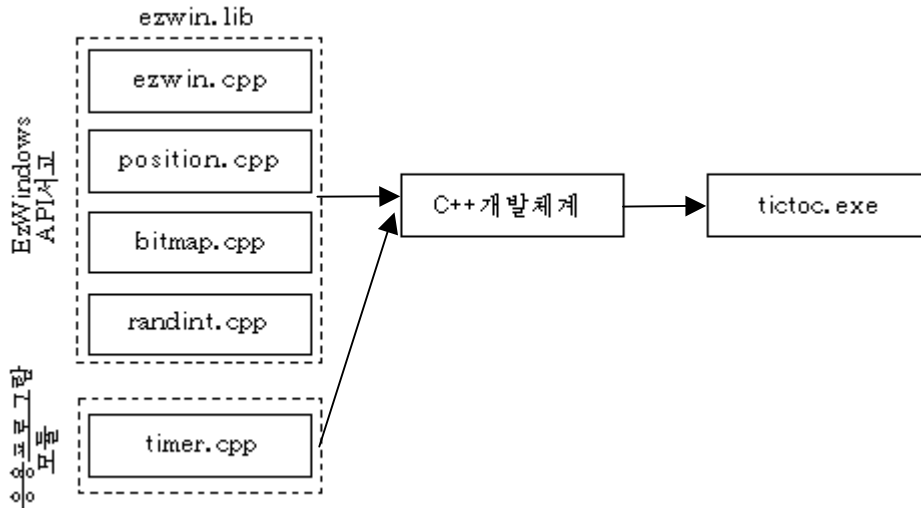 ezwin.lib
ezwin.cpp
position.cpp
bitmap.cpp
randint.cpp
EzWindows
API서고
C++개발체계
tictoc.exe
timer.cpp
응용프로그람
모듈